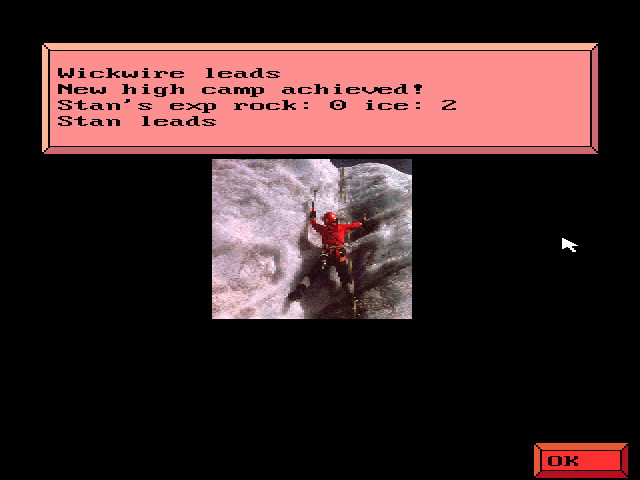 Wickwire leads
New high camp achieved!
Stan's exp rock: 0 ice: 2
Stan leads
OK